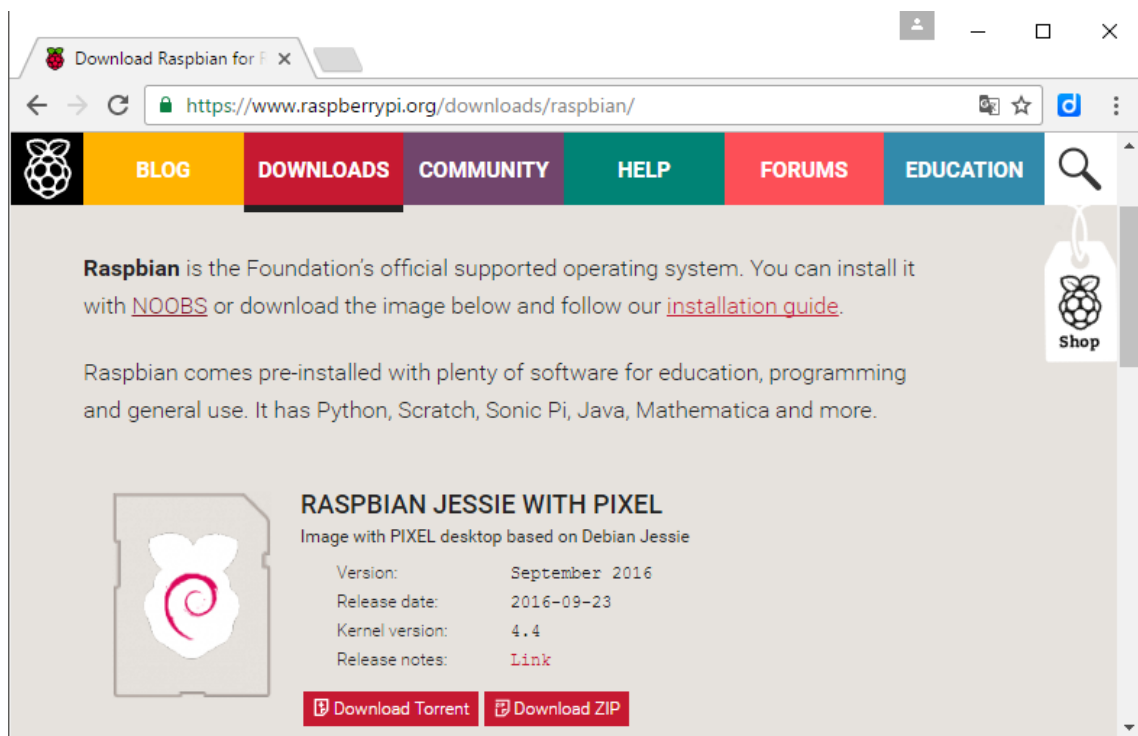 Download Raspbian for
https://www.raspberrypi.org/downloads/raspbian/
BLOG DOWNLOADS COMMUNITY HELP FORUMS EDUCATION
Raspbian is the Foundation's official supported operating system. You can install it
with NOOBS or download the image below and follow our installation guide.
Shop
Raspbian comes pre-installed with plenty of software for education, programming
and general use. It has Python, Scratch, Sonic Pi, Java, Mathematica and more.
RASPBIAN JESSIE WITH PIXEL
Image with PIXEL desktop based on Debian Jessie
Version: September 2016
Release date: 2016-09-23
Kernel version: 4.4
Release notes: Link
Download Torrent Download ZIP